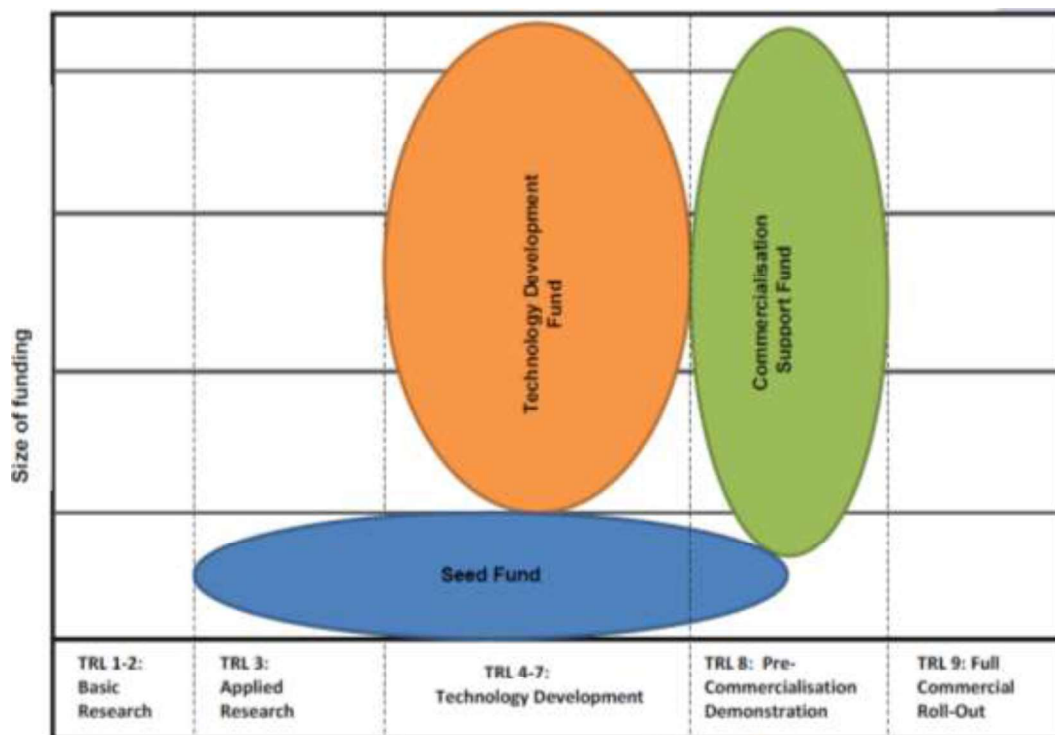 Size of funding
Technology Development
Fund
Commercialisation
Support Fund
Seed Fund
TRL 1-2:
Basic
Research
TRL 3:
Applied
Research
TRL 4-7:
Technology Development
TRL 8: Pre-
Commercialisation
Demonstration
TRL 9: Full
Commercial
Roll-Out